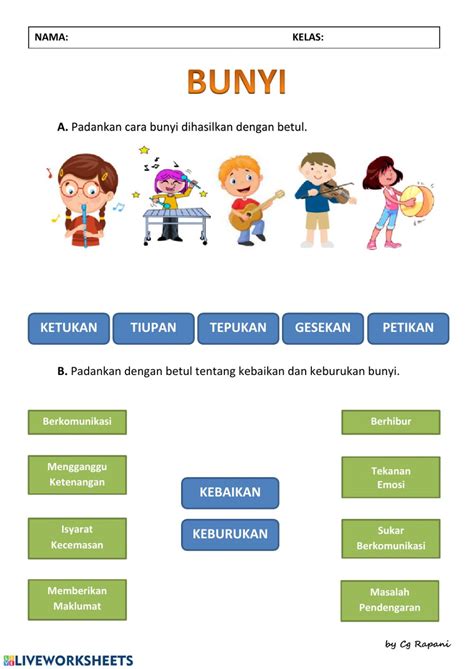 NAMA: KELAS:
BUNYI
A. Padankan cara bunyi dihasilkan dengan betul.
KETUKAN TIUPAN TEPUKAN GESEKAN PETIKAN
B. Padankan dengan betul tentang kebaikan dan keburukan bunyi.
Berkomunikasi
Berhibur
Mengganggu
Ketenangan
Tekanan
Emosi
KEBAIKAN
KEBURUKAN
Isyarat
Kecemasan
Sukar
Berkomunikasi
Memberikan
Maklumat
Masalah
Pendengaran
by Cg Rapani
LIVEWORKSHEETS